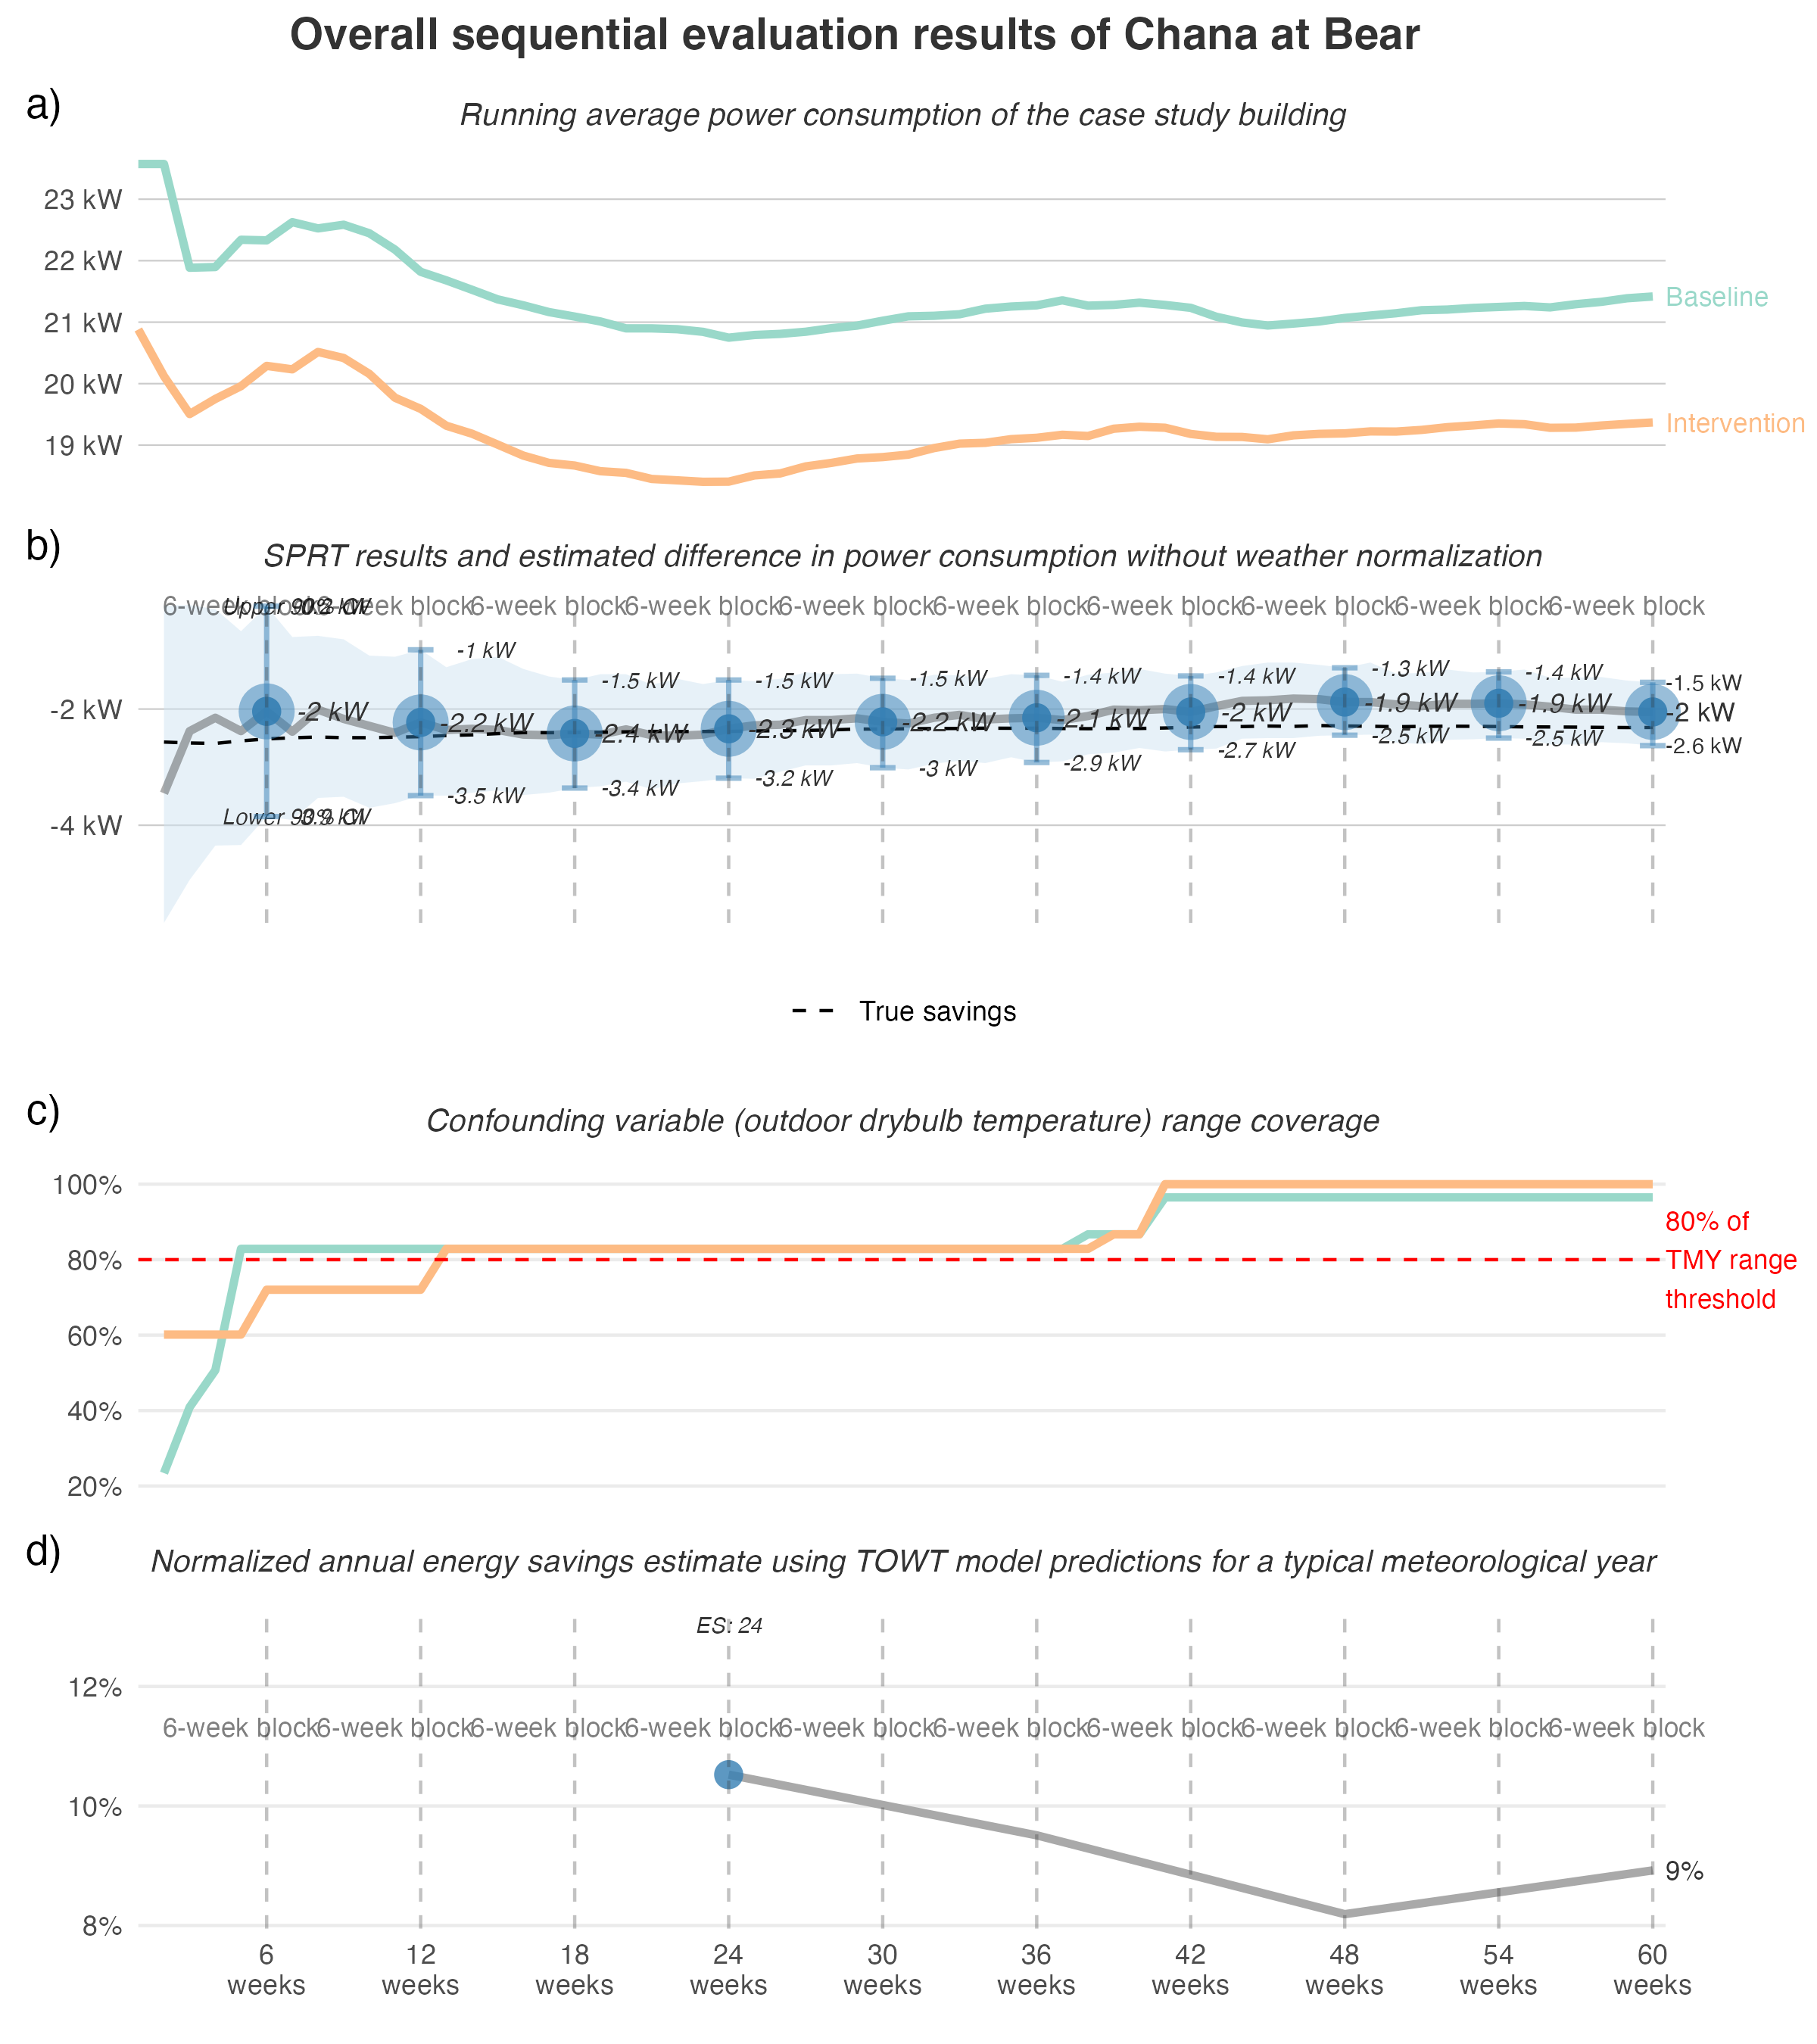 Overall sequential evaluation results of Chana at Bear
a)
Running average power consumption of the case study building
23 kW
22 kW
21 kW
20 kW
19 kW
Baseline
Intervention
b)
SPRT results and estimated difference in power consumption without weather normalization
6-week block 6-week block 6-week block 6-week block 6-week block 6-week block 6-week block 6-week block 6-week block 6-week block
Upper 90% CI
-1 kW
-1.5 kW
-1.5 kW
-1.5 kW
-1.4 kW
-1.4 kW
-1.3 kW
-1.4 kW
-1.5 kW
-2 kW
-2 kW
-2.2 kW
-2.4 kW
-2.3 kW
-2.2 kW
-2.1 kW
-2 kW
-1.9 kW
-1.9 kW
-2 kW
Lower 90% CI
-3.9 kW
-3.5 kW
-3.4 kW
-3.2 kW
-3 kW
-2.9 kW
-2.7 kW
-2.5 kW
-2.5 kW
-2.6 kW
-4 kW
True savings
c)
Confounding variable (outdoor drybulb temperature) range coverage
100%
80%
60%
40%
20%
80% of
TMY range
threshold
d)
Normalized annual energy savings estimate using TOWT model predictions for a typical meteorological year
ES: 24
12%
6-week block 6-week block 6-week block 6-week block 6-week block 6-week block 6-week block 6-week block 6-week block 6-week block
10%
9%
8%
6 12 18 24 30 36 42 48 54 60
weeks weeks weeks weeks weeks weeks weeks weeks weeks weeks